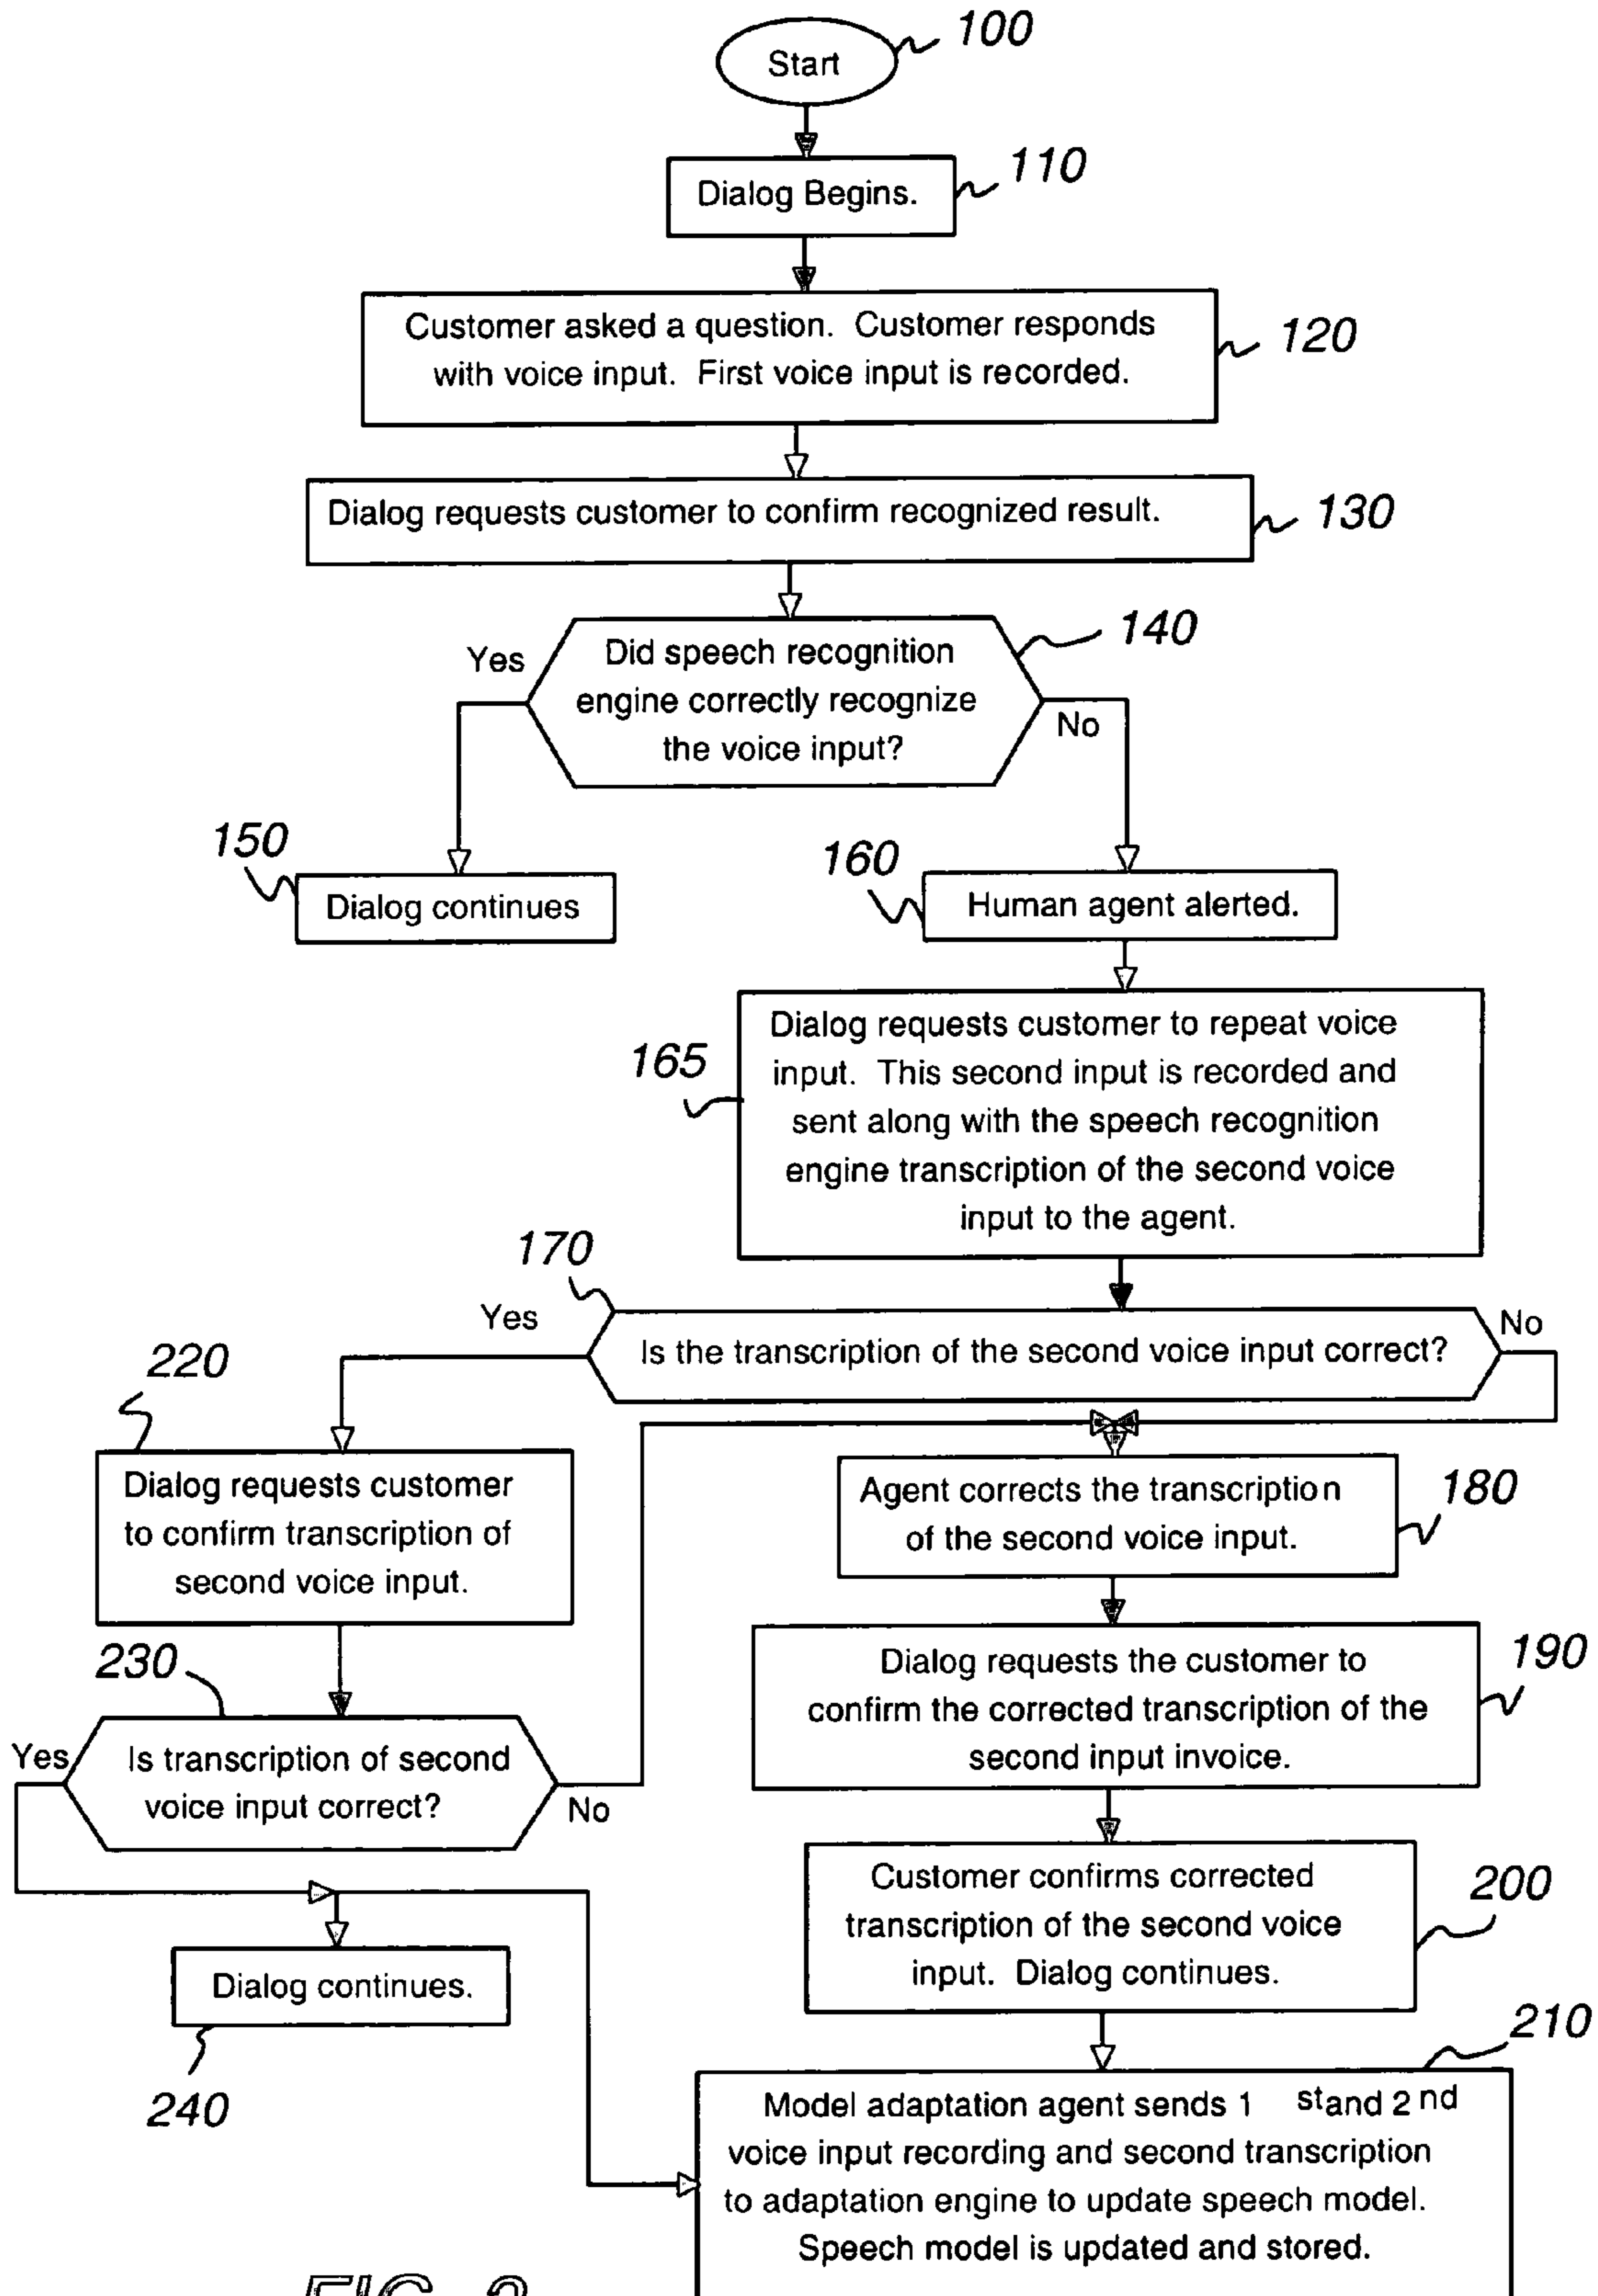 Start
100
Dialog Begins.
110
Customer asked a question. Customer responds
with voice input. First voice input is recorded.
120
Dialog requests customer to confirm recognized result.
130
Did speech recognition
engine correctly recognize
the voice input?
140
Yes
No
150
Dialog continues
160
Human agent alerted.
165
Dialog requests customer to repeat voice
input. This second input is recorded and
sent along with the speech recognition
engine transcription of the second voice
input to the agent.
170
Yes
Is the transcription of the second voice input correct?
No
220
Dialog requests customer
to confirm transcription of
second voice input.
Agent corrects the transcription
of the second voice input.
180
230
Yes
Is transcription of second
voice input correct?
No
Dialog requests the customer to
confirm the corrected transcription of the
second input invoice.
190
Customer confirms corrected
transcription of the second voice
input. Dialog continues.
200
Dialog continues.
240
210
Model adaptation agent sends 1 st and 2 nd
voice input recording and second transcription
to adaptation engine to update speech model.
Speech model is updated and stored.
FIG.